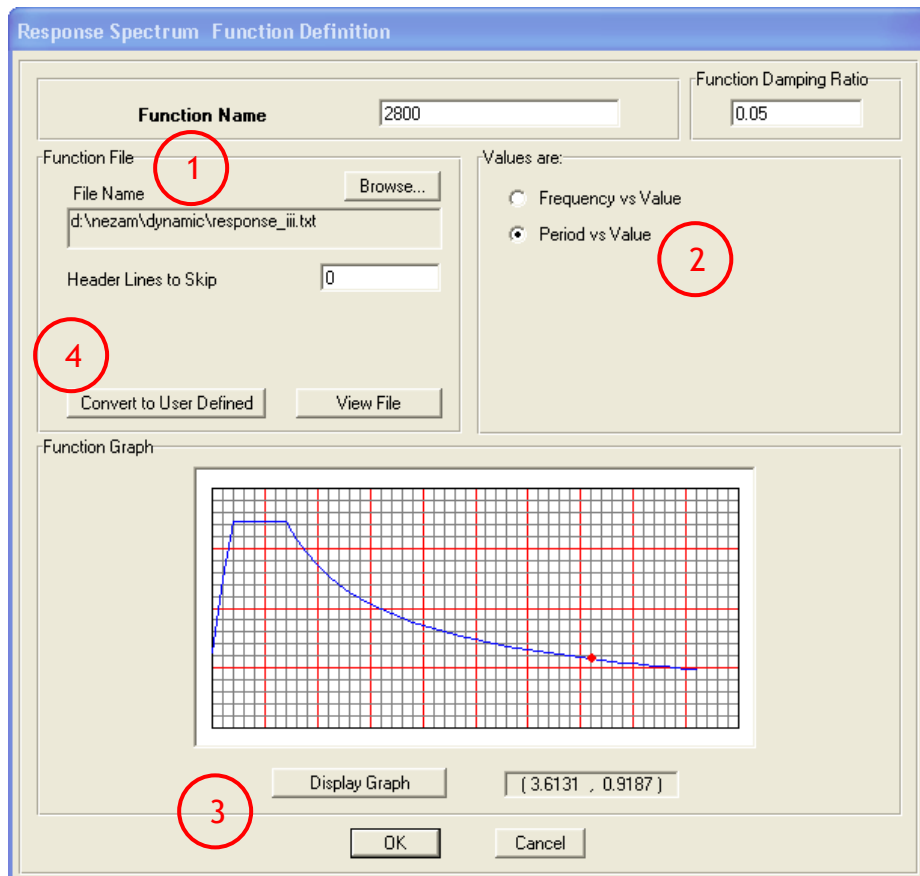 Response Spectrum Function Definition
Function Damping Ratio
Function Name
2800
0.05
Function File
1
File Name
Browse...
d:\nezam\dynamic\response_iii.txt
Header Lines to Skip
0
4
Convert to User Defined
View File
Values are:
Frequency vs Value
Period vs Value
2
Function Graph
Display Graph
( 3.6131 , 0.9187 )
3
OK
Cancel